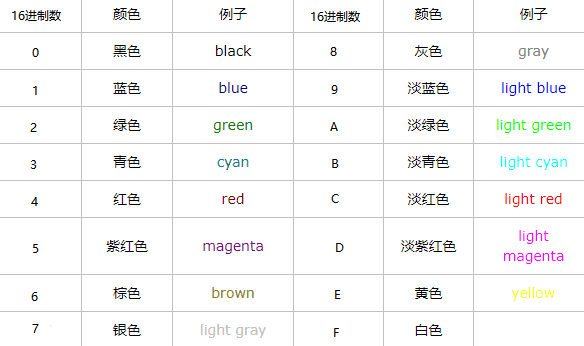 16进制数 颜色 例子 16进制数 颜色 例子
0 黑色 black 8 灰色 gray
1 蓝色 blue 9 淡蓝色 light blue
2 绿色 green A 淡绿色 light green
3 青色 cyan B 淡青色 light cyan
4 红色 red C 淡红色 light red
5 紫红色 magenta D 淡紫红色 light
magenta
6 棕色 brown E 黄色 yellow
7 银色 light gray F 白色